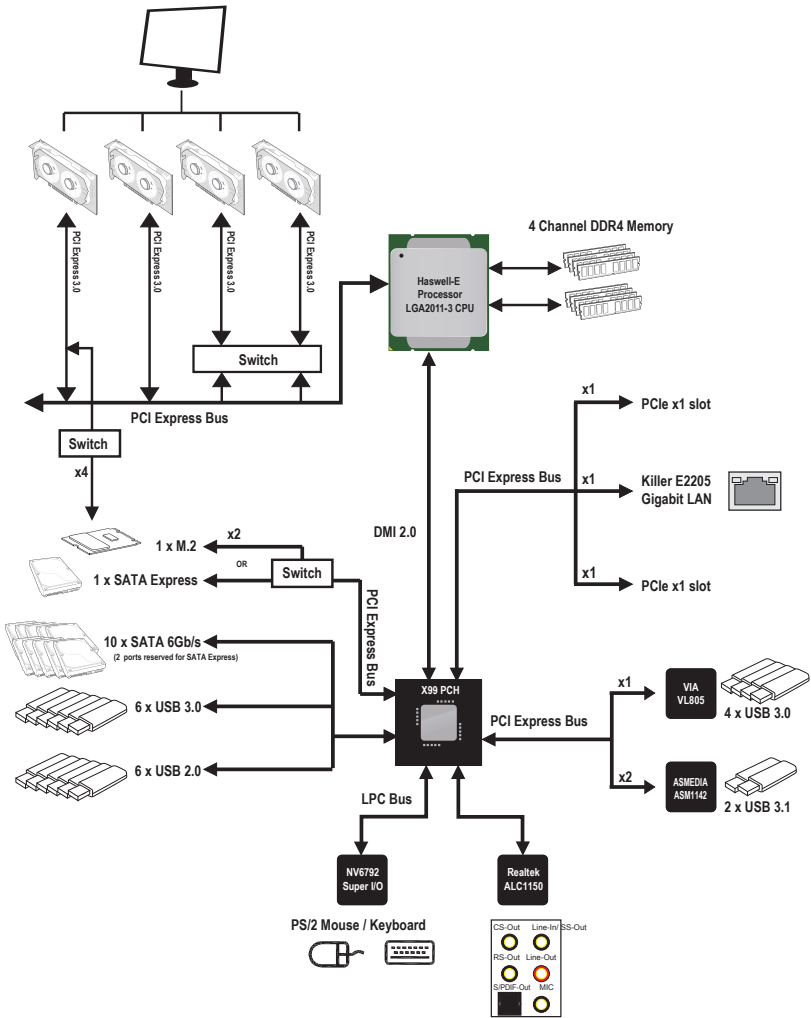 PCI Express 3.0
PCI Express 3.0
PCI Express 3.0
PCI Express 3.0
4 Channel DDR4 Memory
Haswell-E
Processor
LGA2011-3 CPU
Switch
PCI Express Bus
Switch
x4
x1
PCIe x1 slot
PCI Express Bus
x1
Killer E2205
Gigabit LAN
x1
PCIe x1 slot
DMI 2.0
1 x M.2
x2
OR
1 x SATA Express
Switch
PCI Express Bus
10 x SATA 6Gb/s
(2 ports reserved for SATA Express)
6 x USB 3.0
6 x USB 2.0
X99 PCH
PCI Express Bus
x1
VIA
VL805
4 x USB 3.0
x2
ASMEDIA
ASM1142
2 x USB 3.1
LPC Bus
NV6792
Super I/O
Realtek
ALC1150
PS/2 Mouse / Keyboard
CS-Out
Line-In/ SS-Out
RS-Out
Line-Out
S/PDIF-Out
MIC